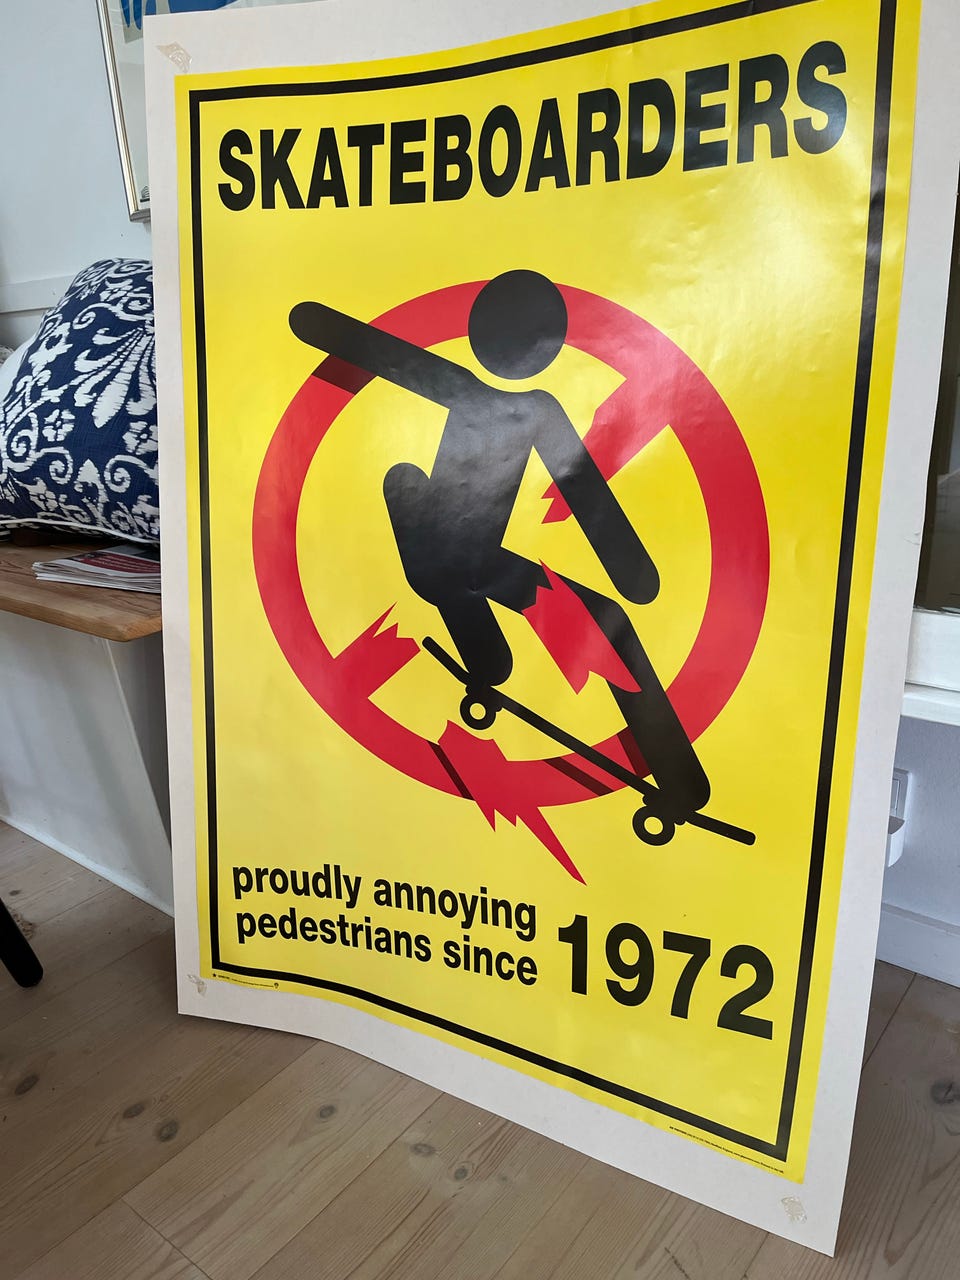 SKATEBOARDERS
proudly annoying
pedestrians since
1972